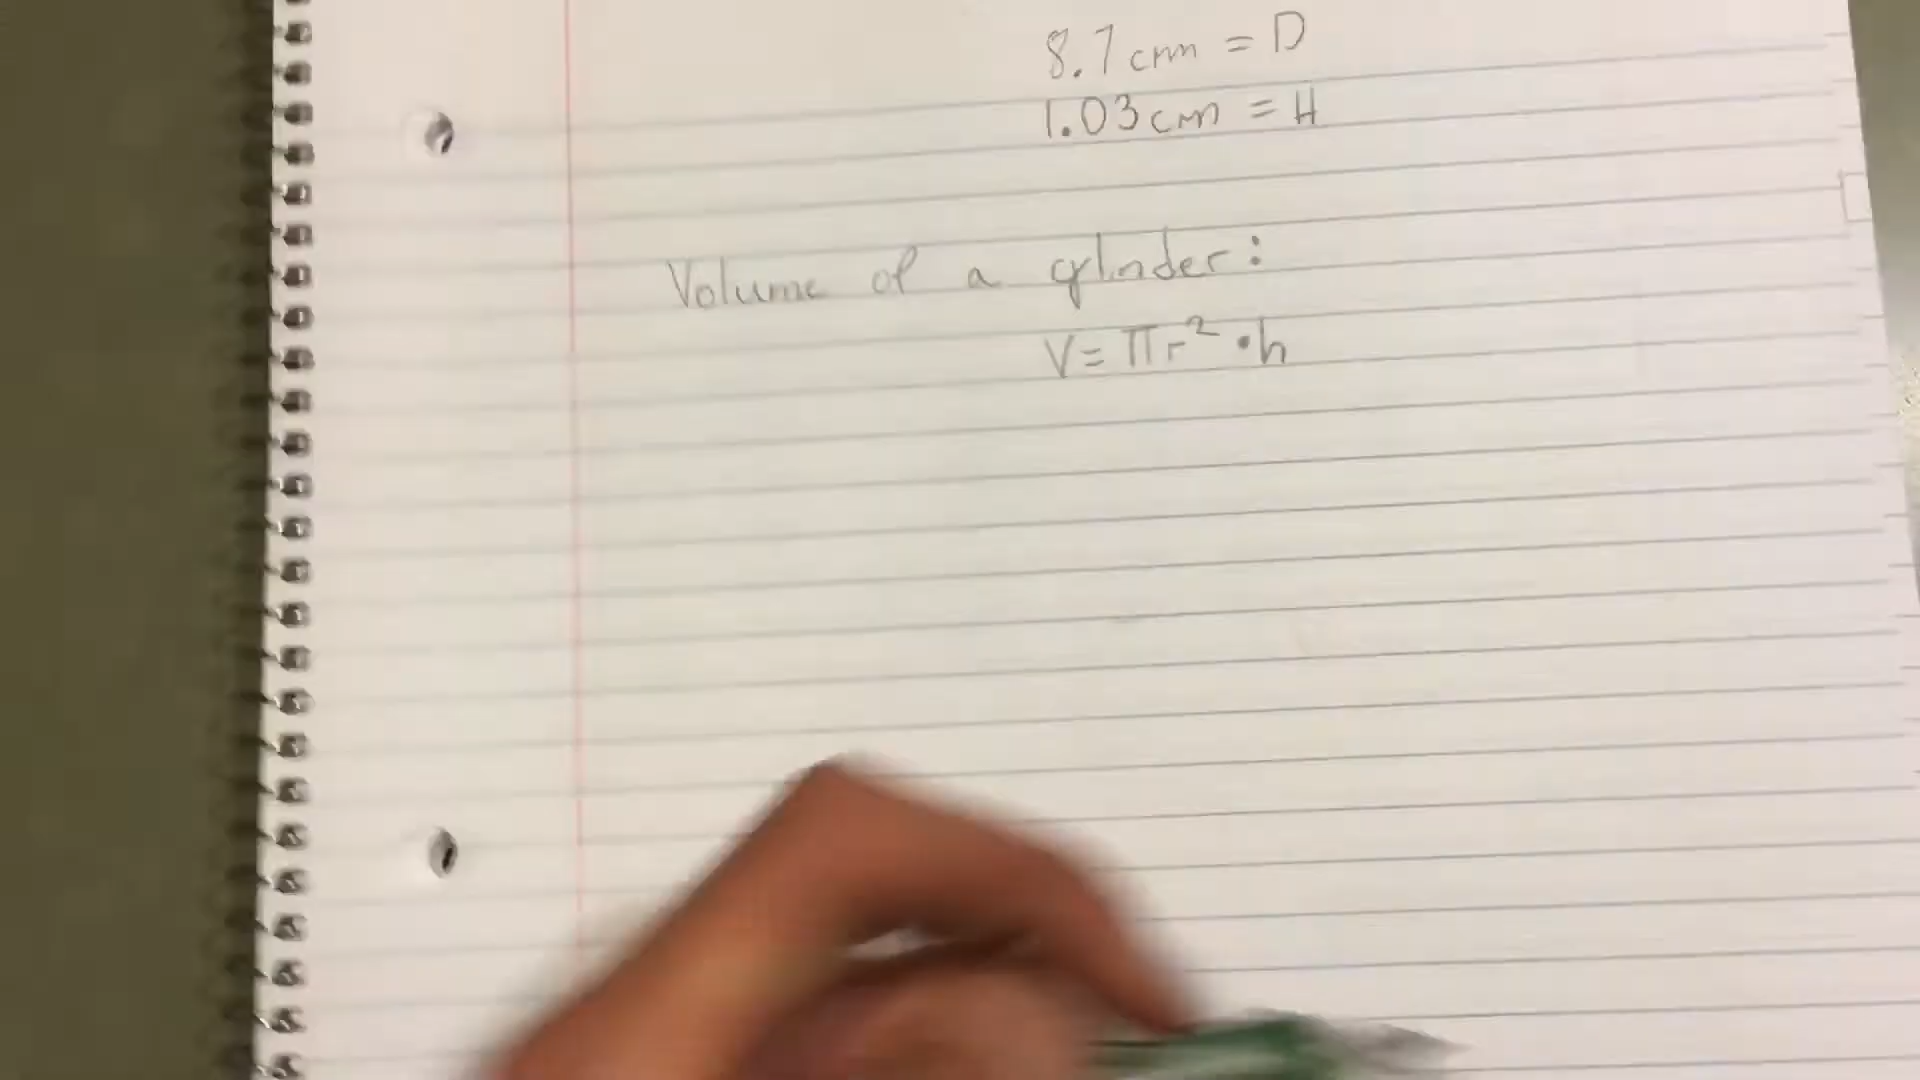 8.7 cm = D
1.03 cm = H
Volume of a cylinder:
V = πr² • h